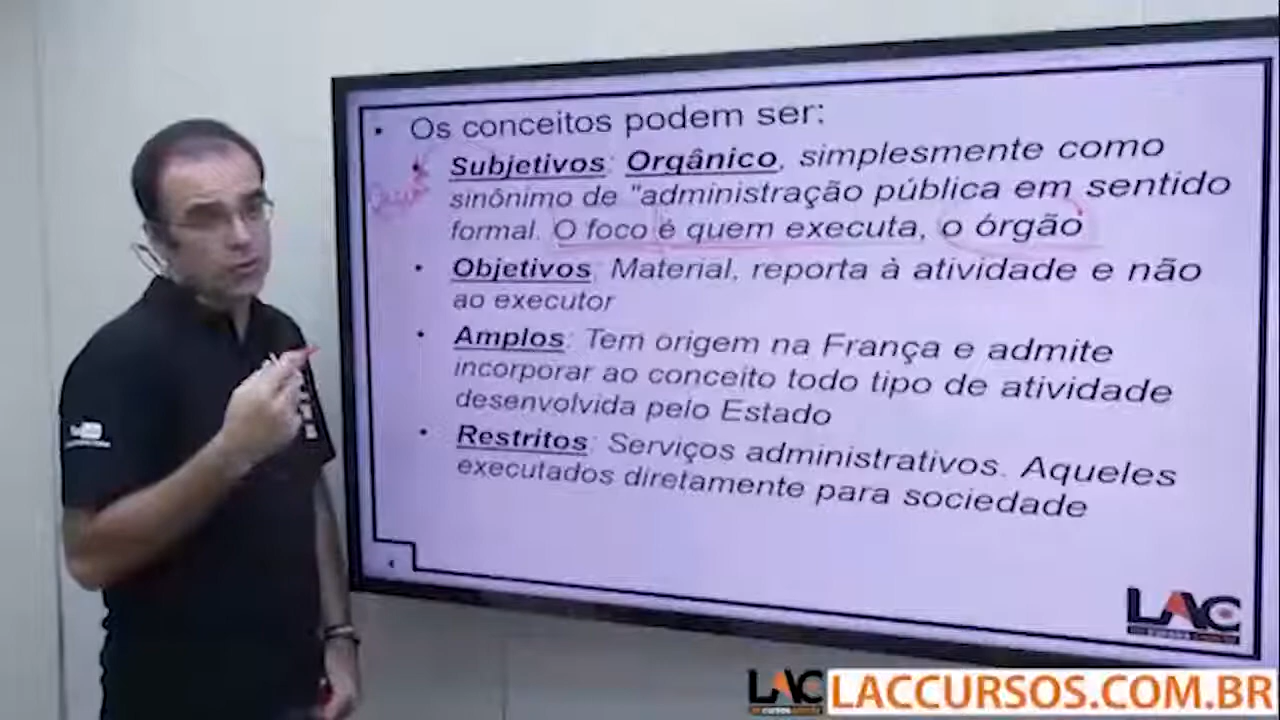 Os conceitos podem ser:
Subjetivos: Orgânico, simplesmente como
sinônimo de "administração pública em sentido
formal. O foco é quem executa, o órgão
Objetivos: Material, reporta à atividade e não
ao executor
Amplos: Tem origem na França e admite
incorporar ao conceito todo tipo de atividade
desenvolvida pelo Estado
Restritos: Serviços administrativos. Aqueles
executados diretamente para sociedade
4
LAC
LAC LACCURSOS.COM.BR